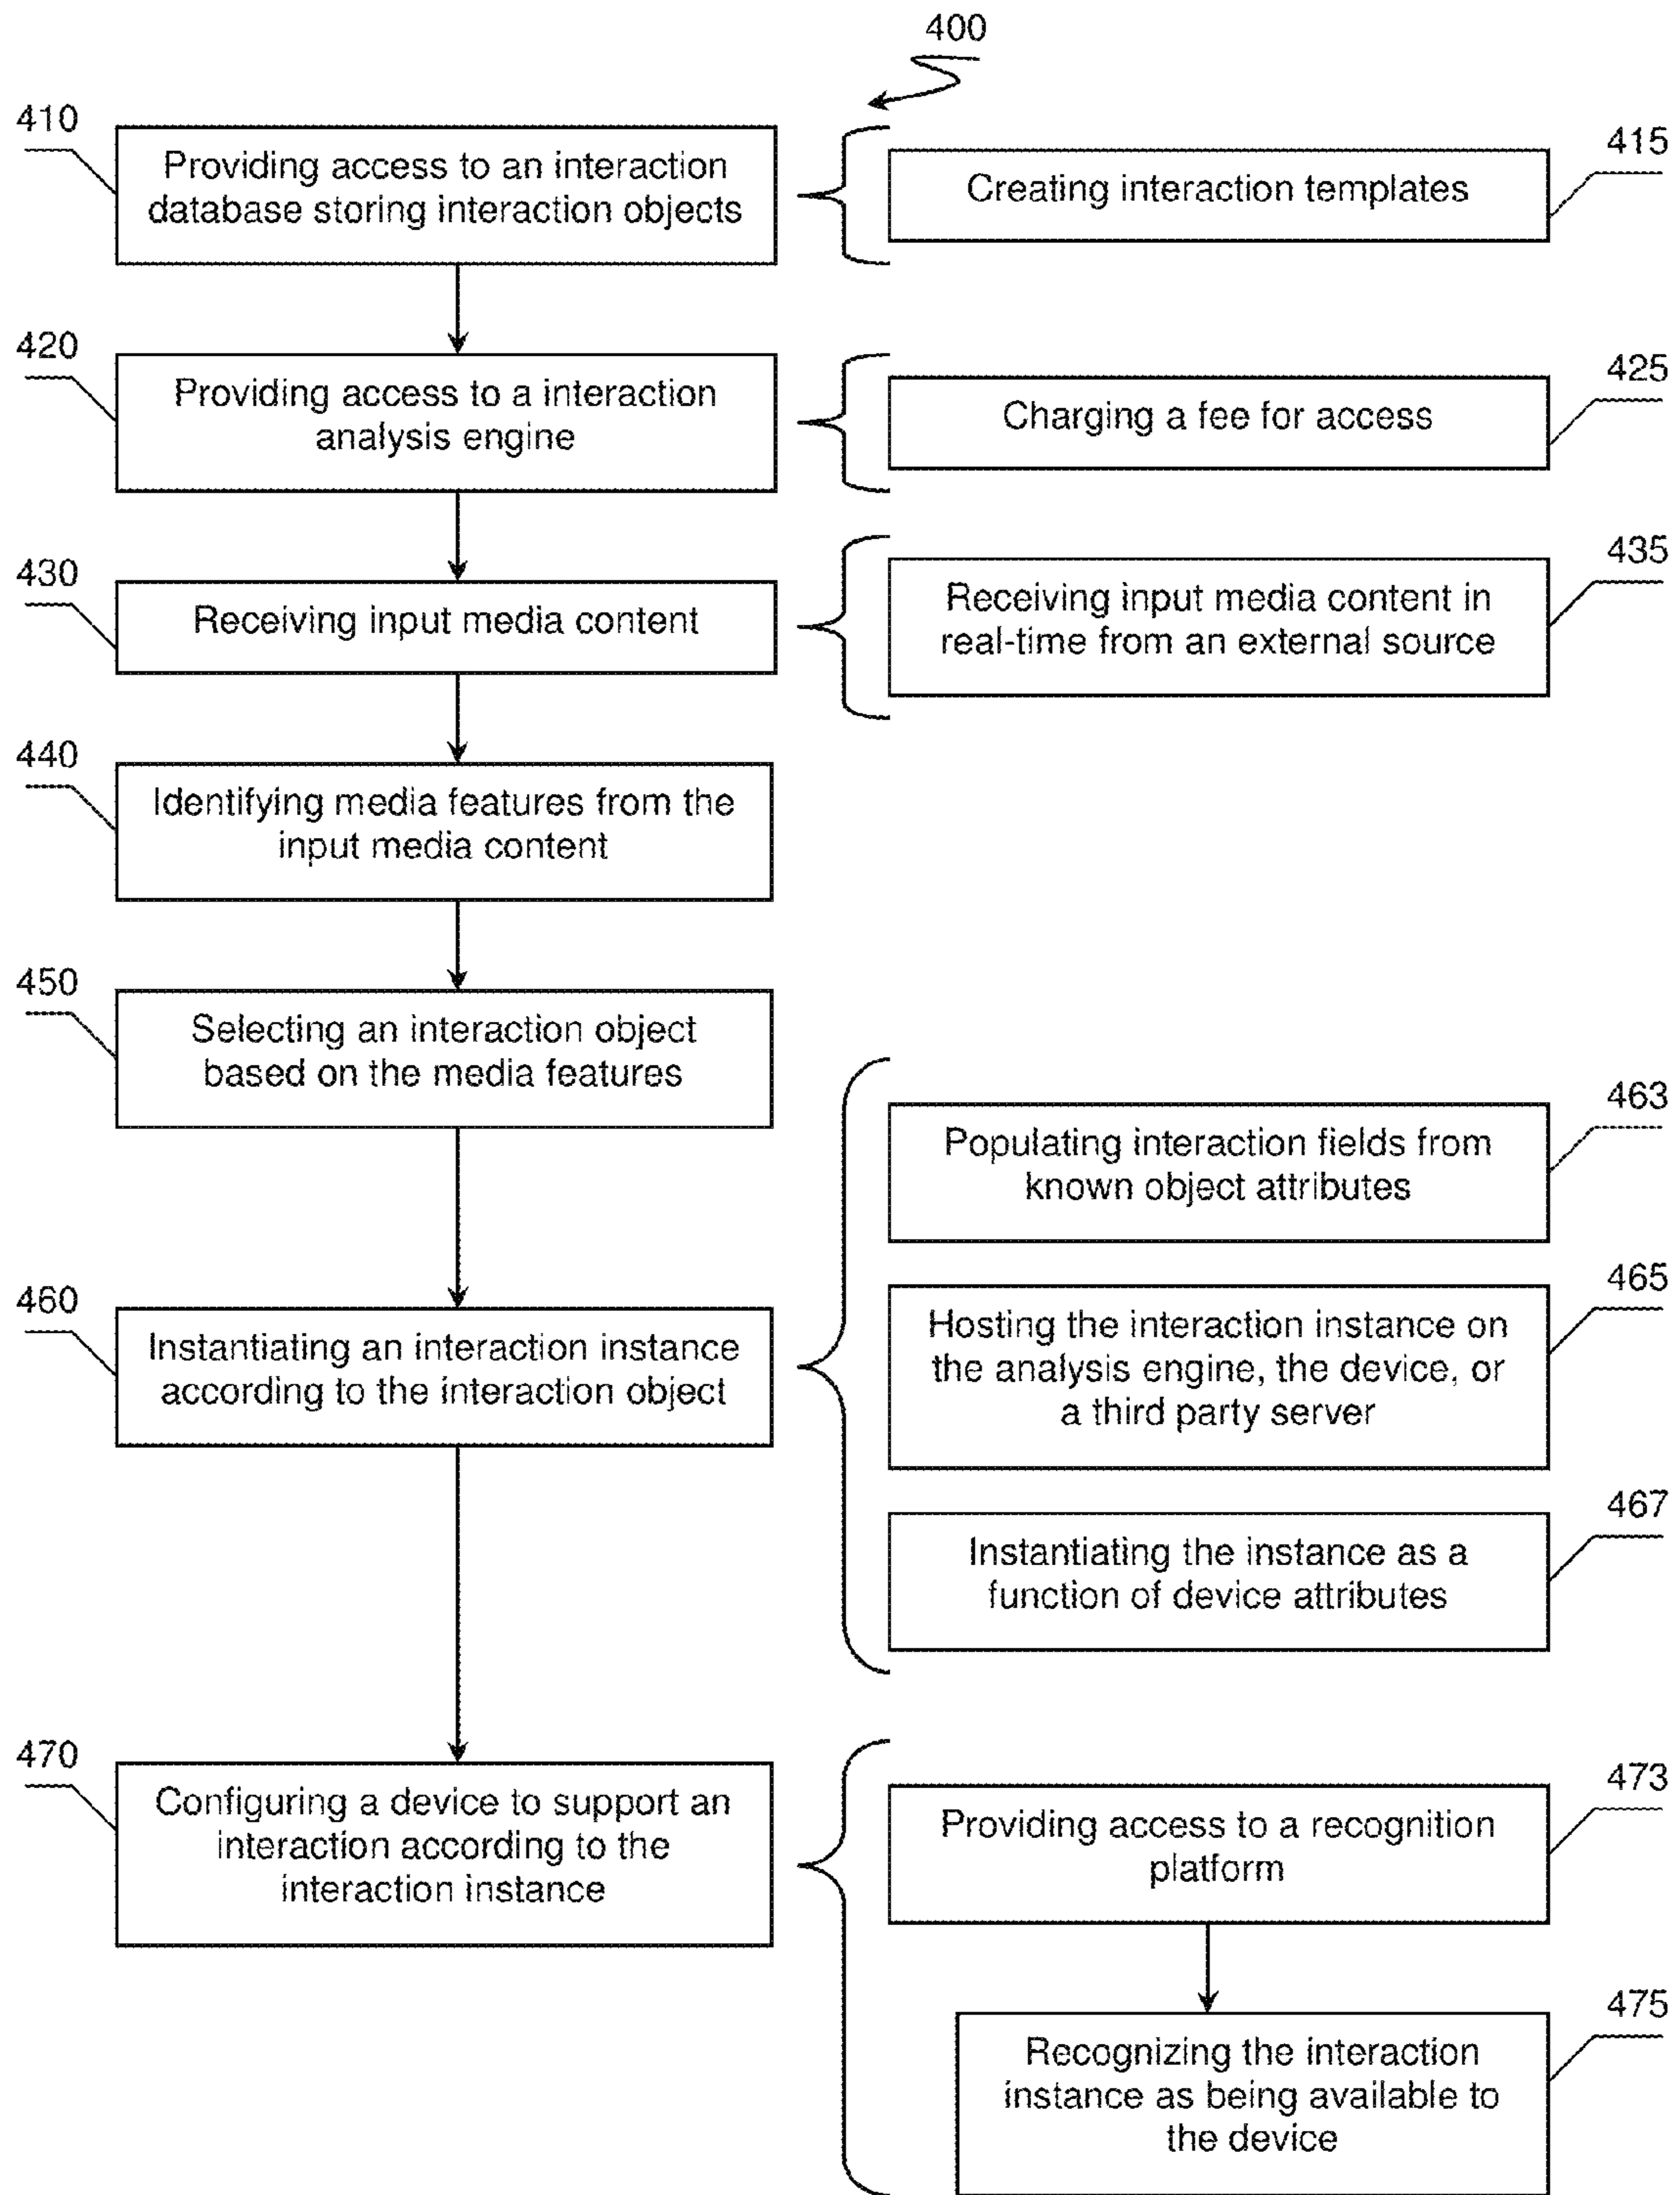 400
410
Providing access to an interaction
database storing interaction objects
415
Creating interaction templates
420
Providing access to a interaction
analysis engine
425
Charging a fee for access
430
Receiving input media content
435
Receiving input media content in
real-time from an external source
440
Identifying media features from the
input media content
450
Selecting an interaction object
based on the media features
460
Instantiating an interaction instance
according to the interaction object
463
Populating interaction fields from
known object attributes
465
Hosting the interaction instance on
the analysis engine, the device, or
a third party server
467
Instantiating the instance as a
function of device attributes
470
Configuring a device to support an
interaction according to the
interaction instance
473
Providing access to a recognition
platform
475
Recognizing the interaction
instance as being available to
the device